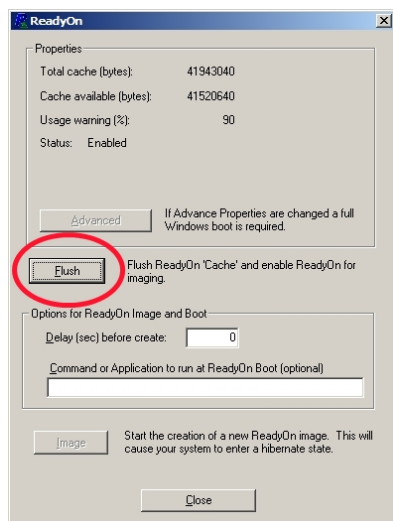 ReadyOn
Properties
Total cache (bytes): 41943040
Cache available (bytes): 41520640
Usage warning (%): 90
Status: Enabled
Advanced
If Advance Properties are changed a full
Windows boot is required.
Flush
Flush ReadyOn 'Cache' and enable ReadyOn for
imaging.
Options for ReadyOn Image and Boot
Delay (sec) before create: 0
Command or Application to run at ReadyOn Boot (optional)
Image
Start the creation of a new ReadyOn image. This will
cause your system to enter a hibernate state.
Close